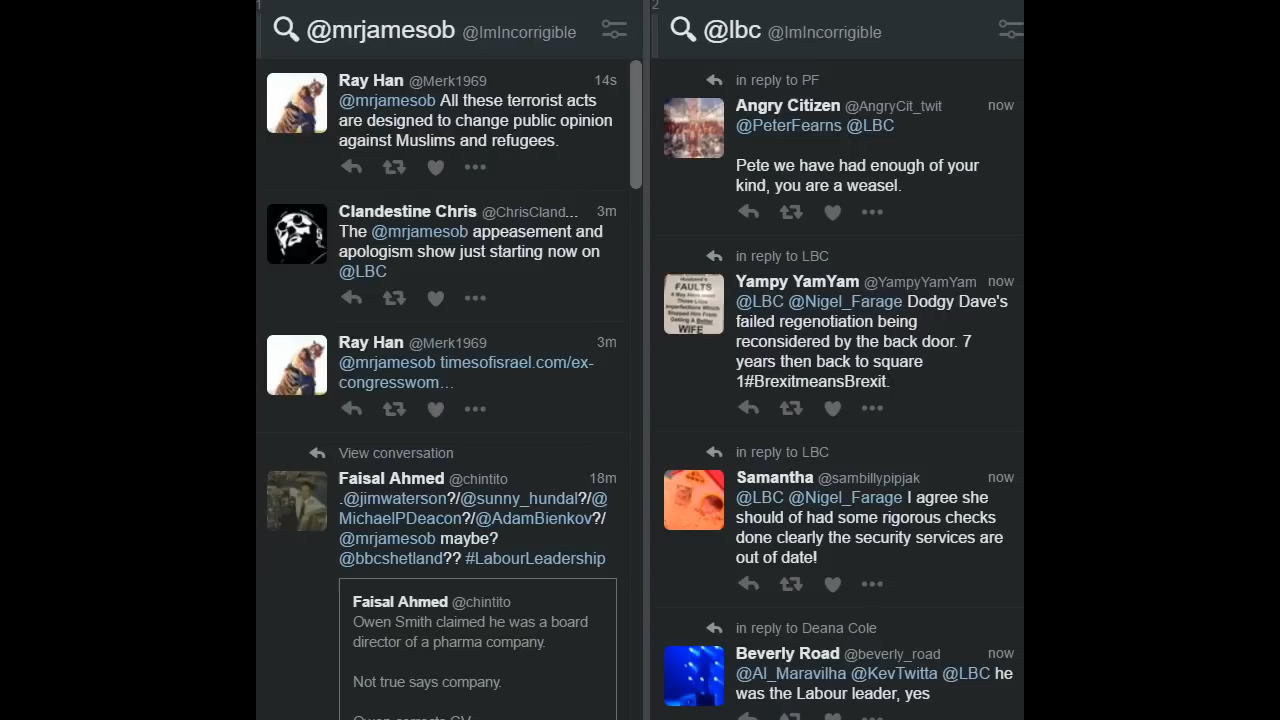 1
@mrjamesob @ImIncorrigible
Ray Han @Merk1969 14s
@mrjamesob All these terrorist acts
are designed to change public opinion
against Muslims and refugees.
Clandestine Chris @ChrisCland... 3m
The @mrjamesob appeasement and
apologism show just starting now on
@LBC
Ray Han @Merk1969 3m
@mrjamesob timesofisrael.com/ex-
congresswom…
View conversation
Faisal Ahmed @chintito 18m
.@jimwaterson?/@sunny_hundal?/@
MichaelPDeacon?/@AdamBienkov?/
@mrjamesob maybe?
@bbcshetland?? #LabourLeadership
Faisal Ahmed @chintito
Owen Smith claimed he was a board
director of a pharma company.
Not true says company.
Owen corrects CV
2
@lbc @ImIncorrigible
in reply to PF
Angry Citizen @AngryCit_twit now
@PeterFearns @LBC
Pete we have had enough of your
kind, you are a weasel.
in reply to LBC
Yampy YamYam @YampyYamYam now
@LBC @Nigel_Farage Dodgy Dave's
failed regenotiation being
reconsidered by the back door. 7
years then back to square
1#BrexitmeansBrexit.
in reply to LBC
Samantha @sambillypipjak now
@LBC @Nigel_Farage I agree she
should of had some rigorous checks
done clearly the security services are
out of date!
in reply to Deana Cole
Beverly Road @beverly_road now
@Al_Maravilha @KevTwitta @LBC he
was the Labour leader, yes
FAULTS
WIFE